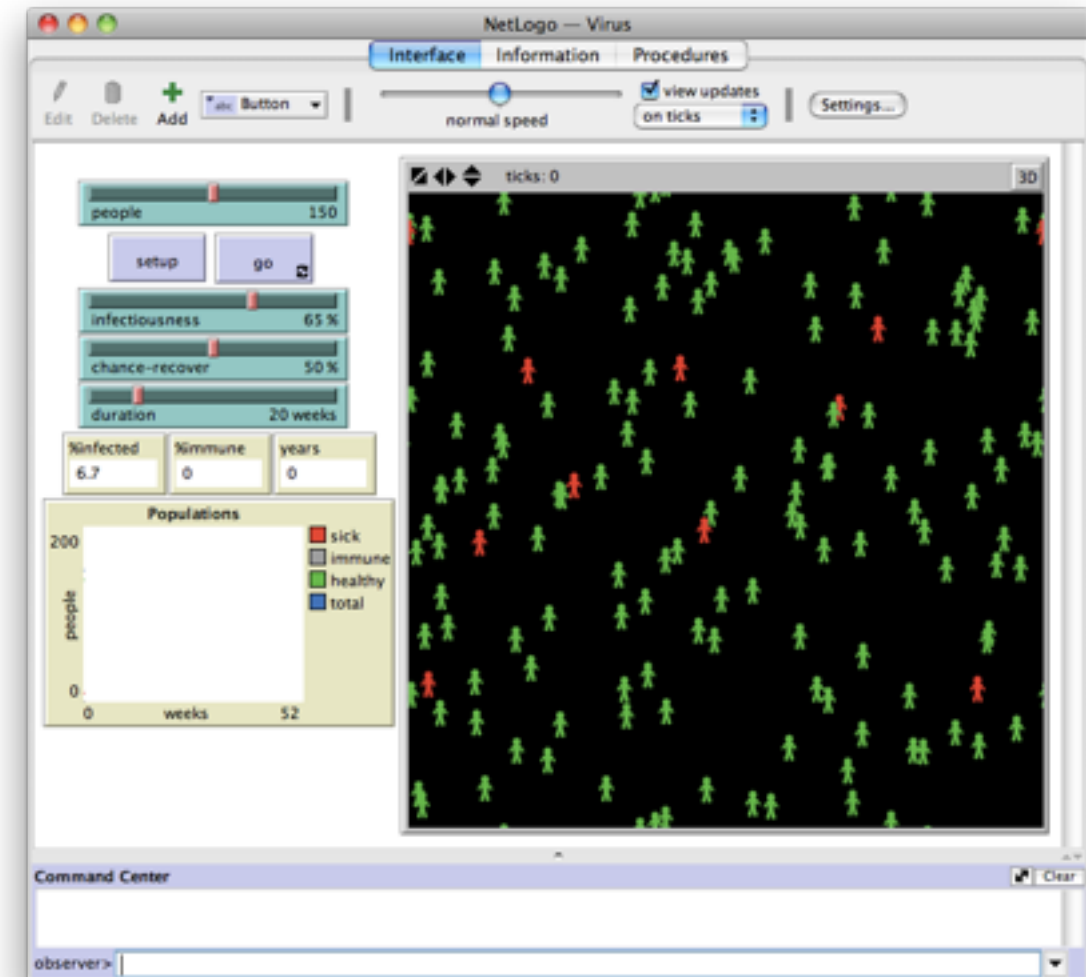 NetLogo — Virus
Interface Information Procedures
Edit Delete Add abc Button normal speed view updates on ticks Settings...
ticks: 0 3D
people 150
setup go
infectiousness 65 %
chance-recover 50 %
duration 20 weeks
%infected %immune years
6.7 0 0
Populations
200
people
0
0 weeks 52
sick
immune
healthy
total
Command Center Clear
observer>